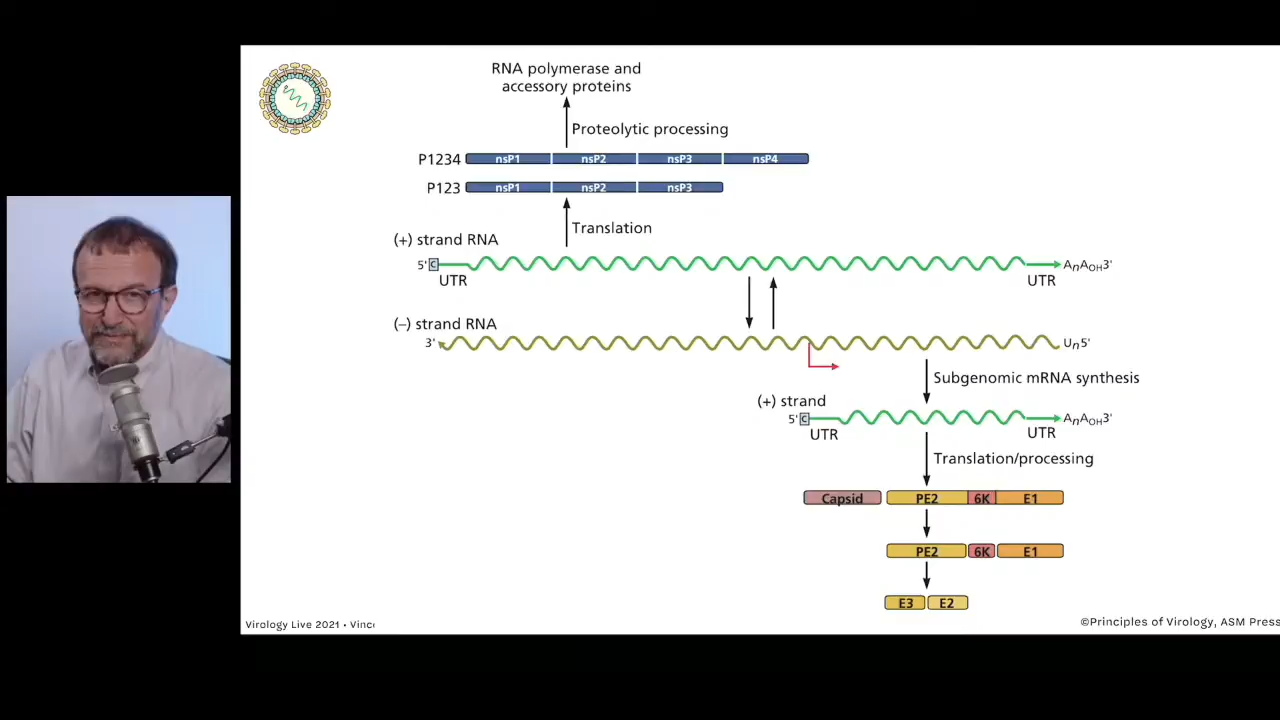 RNA polymerase and
accessory proteins
Proteolytic processing
P1234 nsP1 nsP2 nsP3 nsP4
P123 nsP1 nsP2 nsP3
Translation
(+) strand RNA
5' C AnAOH3'
UTR UTR
(–) strand RNA
3' Un5'
Subgenomic mRNA synthesis
(+) strand
5' C AnAOH3'
UTR UTR
Translation/processing
Capsid PE2 6K E1
PE2 6K E1
E3 E2
Virology Live 2021 • Vinc
©Principles of Virology, ASM Press